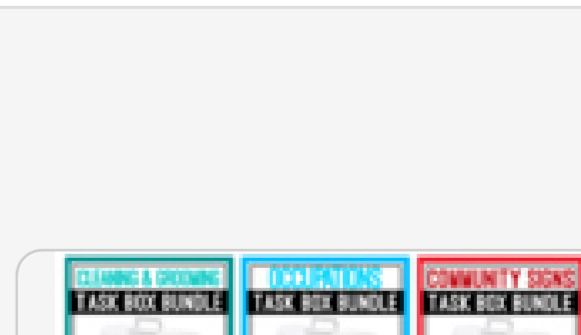 CLEANING & GROOMING
TASK BOX BUNDLE
OCCUPATIONS
TASK BOX BUNDLE
COMMUNITY SIGNS
TASK BOX BUNDLE